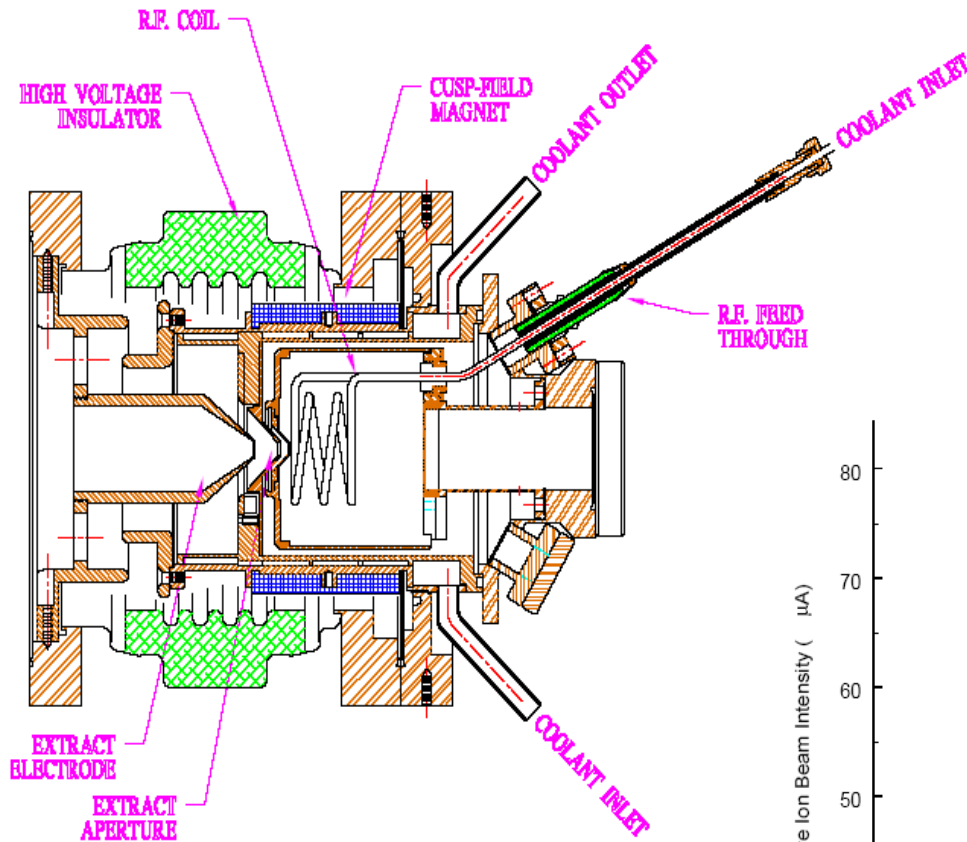 R.F. COIL
HIGH VOLTAGE
INSULATOR
CUSP-FIELD
MAGNET
COOLANT OUTLET
COOLANT INLET
R.F. FEED
THROUGH
EXTRACT
ELECTRODE
EXTRACT
APERTURE
COOLANT INLET
80
70
60
50
e Ion Beam Intensity ( µA)